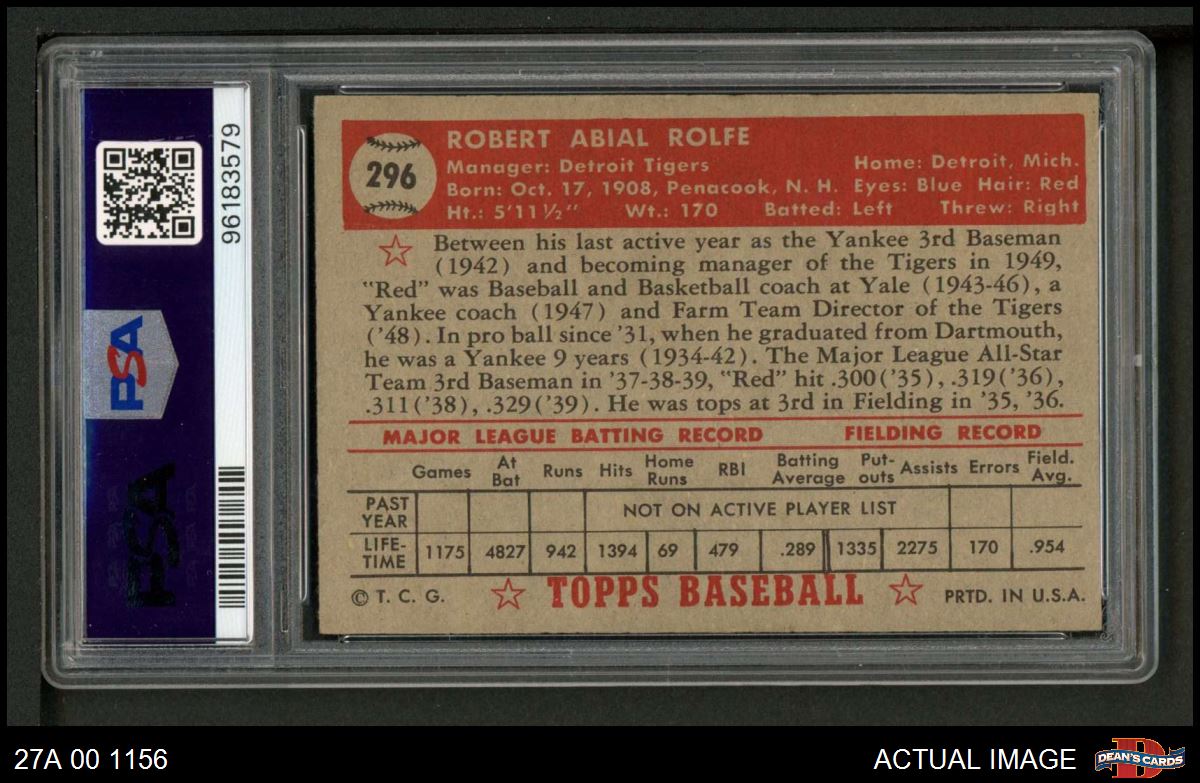 ROBERT ABIAL ROLFE
296
Manager: Detroit Tigers Home: Detroit, Mich.
Born: Oct. 17, 1908, Penacook, N. H. Eyes: Blue Hair: Red
Ht.: 5'11½" Wt.: 170 Batted: Left Threw: Right
Between his last active year as the Yankee 3rd Baseman
(1942) and becoming manager of the Tigers in 1949,
"Red" was Baseball and Basketball coach at Yale (1943-46), a
Yankee coach (1947) and Farm Team Director of the Tigers
('48). In pro ball since '31, when he graduated from Dartmouth,
he was a Yankee 9 years (1934-42). The Major League All-Star
Team 3rd Baseman in '37-38-39, "Red" hit .300('35), .319('36),
.311('38), .329('39). He was tops at 3rd in Fielding in '35, '36.
MAJOR LEAGUE BATTING RECORD FIELDING RECORD
Games At Bat Runs Hits Home Runs RBI Batting Average Put-outs Assists Errors Field. Avg.
PAST YEAR NOT ON ACTIVE PLAYER LIST
LIFE-TIME 1175 4827 942 1394 69 479 .289 1335 2275 170 .954
© T. C. G. TOPPS BASEBALL PRTD. IN U.S.A.
96183579
PSA
PSA
27A 00 1156 ACTUAL IMAGE DEAN'S CARDS